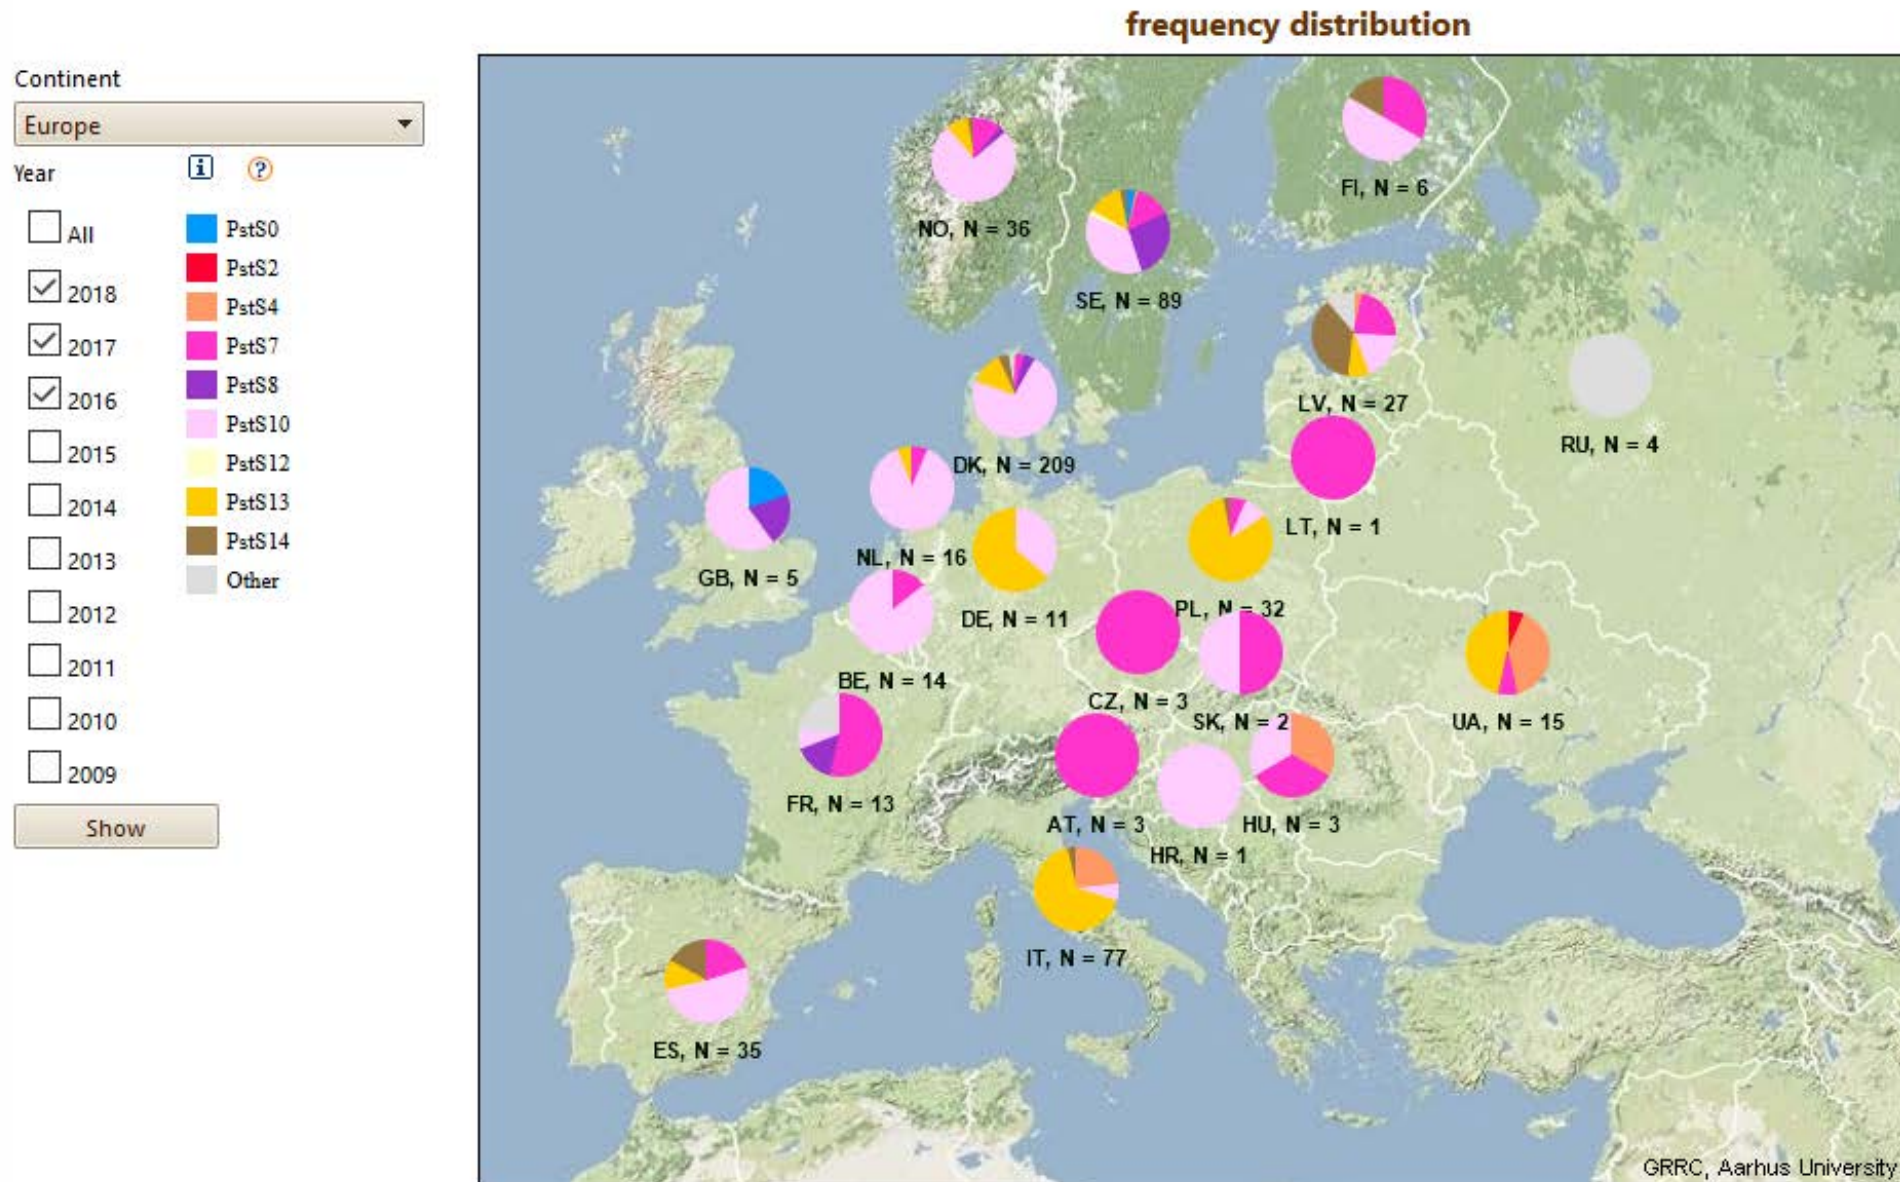 frequency distribution
Continent
Europe
Year
All
2018
2017
2016
2015
2014
2013
2012
2011
2010
2009
Show
PstS0
PstS2
PstS4
PstS7
PstS8
PstS10
PstS12
PstS13
PstS14
Other
FI, N = 6
NO, N = 36
SE, N = 89
LV, N = 27
RU, N = 4
DK, N = 209
LT, N = 1
NL, N = 16
GB, N = 5
DE, N = 11
PL, N = 32
BE, N = 14
CZ, N = 3
SK, N = 2
UA, N = 15
FR, N = 13
AT, N = 3
HU, N = 3
HR, N = 1
IT, N = 77
ES, N = 35
GRRC, Aarhus University